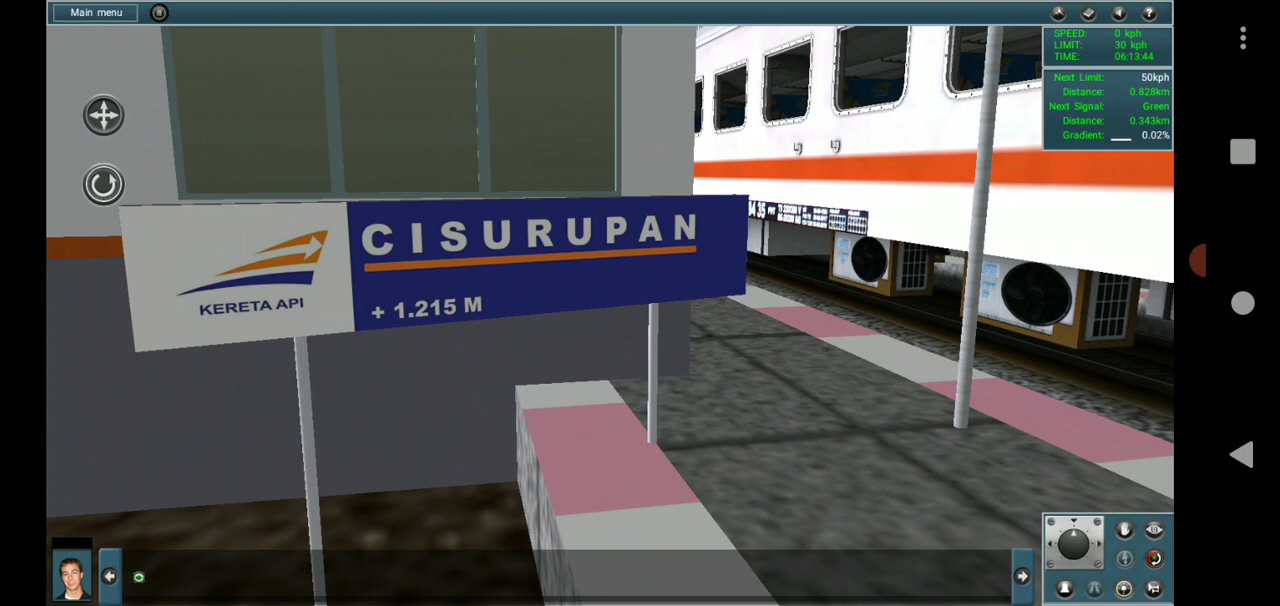 Main menu
SPEED: 0 kph
LIMIT: 30 kph
TIME: 06:13:44
Next Limit: 50kph
Distance: 0.828km
Next Signal: Green
Distance: 0.343km
Gradient: 0.02%
CISURUPAN
KERETA API
+ 1.215 M